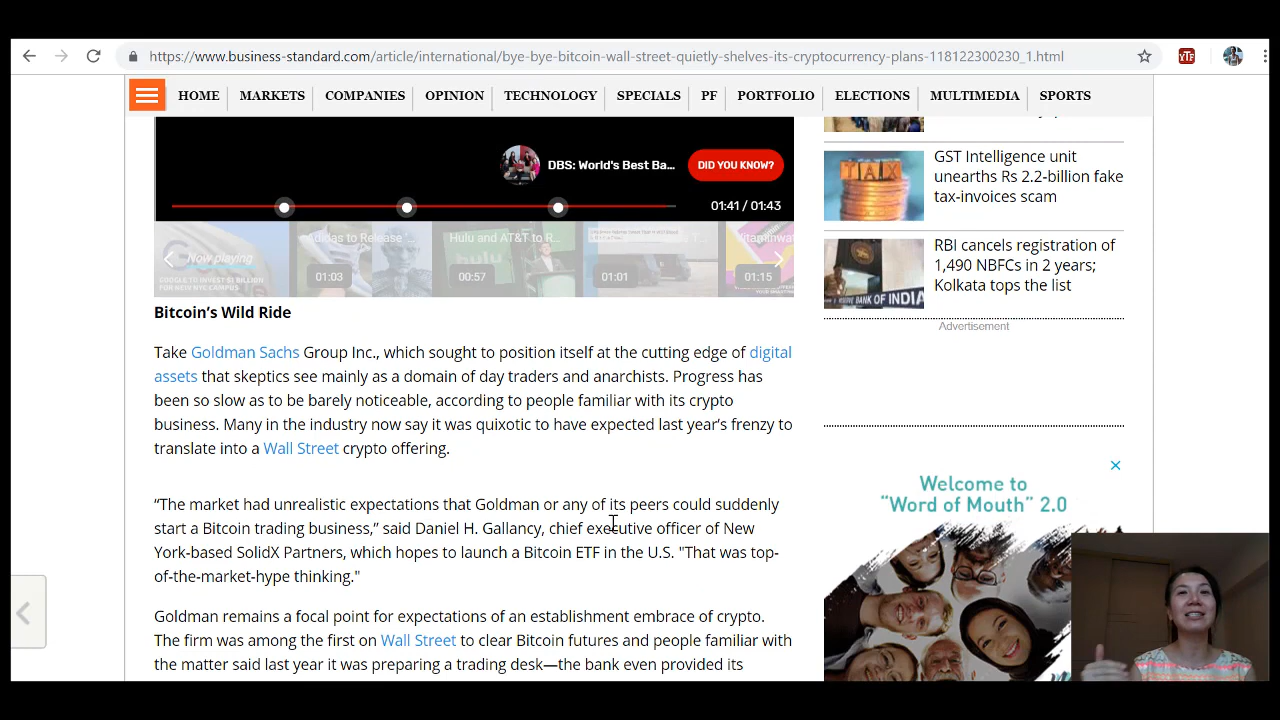 https://www.business-standard.com/article/international/bye-bye-bitcoin-wall-street-quietly-shelves-its-cryptocurrency-plans-118122300230_1.html
YTF
HOME MARKETS COMPANIES OPINION TECHNOLOGY SPECIALS PF PORTFOLIO ELECTIONS MULTIMEDIA SPORTS
DBS: World's Best Ba...
DID YOU KNOW?
01:41 / 01:43
Now playing
GOOGLE TO INVEST $1 BILLION
FOR NEW NYC CAMPUS
Adidas to Release ...
01:03
Hulu and AT&T to R...
hulu
00:57
01:01
01:15
Bitcoin’s Wild Ride
Take Goldman Sachs Group Inc., which sought to position itself at the cutting edge of digital
assets that skeptics see mainly as a domain of day traders and anarchists. Progress has
been so slow as to be barely noticeable, according to people familiar with its crypto
business. Many in the industry now say it was quixotic to have expected last year’s frenzy to
translate into a Wall Street crypto offering.
“The market had unrealistic expectations that Goldman or any of its peers could suddenly
start a Bitcoin trading business,” said Daniel H. Gallancy, chief executive officer of New
York-based SolidX Partners, which hopes to launch a Bitcoin ETF in the U.S. "That was top-
of-the-market-hype thinking."
Goldman remains a focal point for expectations of an establishment embrace of crypto.
The firm was among the first on Wall Street to clear Bitcoin futures and people familiar with
the matter said last year it was preparing a trading desk—the bank even provided its
TAX
GST Intelligence unit
unearths Rs 2.2-billion fake
tax-invoices scam
RBI cancels registration of
1,490 NBFCs in 2 years;
Kolkata tops the list
BANK OF INDIA
Advertisement
Welcome to
“Word of Mouth” 2.0